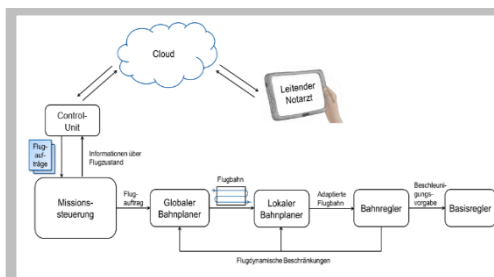 Cloud
Leitender
Notarzt
Control-
Unit
Flug-
auf-
träge
Informationen über
Flugzustand
Missions-
steuerung
Flug-
auftrag
Globaler
Bahnplaner
Flugbahn
Lokaler
Bahnplaner
Adaptierte
Flugbahn
Bahnregler
Beschleuni-
gungs-
vorgabe
Basisregler
Flugdynamische Beschränkungen